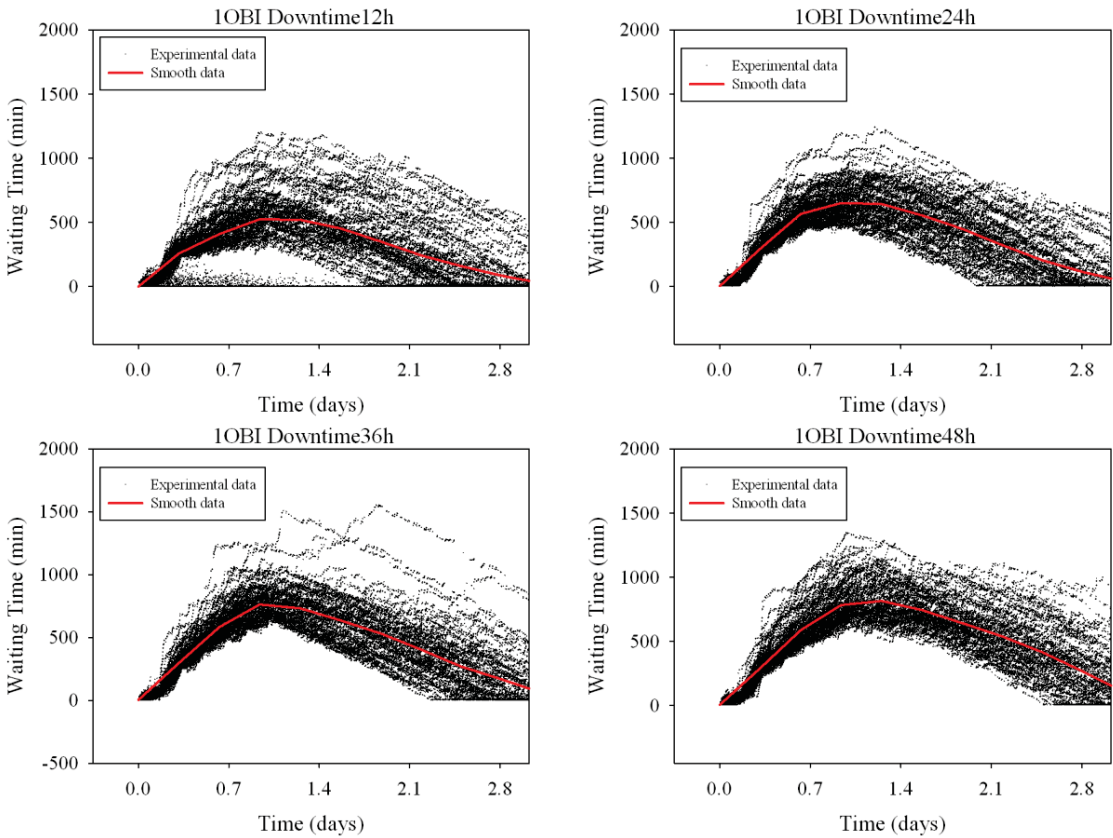 1OBI Downtime12h
2000
1500
1000
500
0
Waiting Time (min)
Experimental data
Smooth data
0.0 0.7 1.4 2.1 2.8
Time (days)
1OBI Downtime24h
2000
1500
1000
500
0
Waiting Time (min)
Experimental data
Smooth data
0.0 0.7 1.4 2.1 2.8
Time (days)
1OBI Downtime36h
2000
1500
1000
500
0
-500
Waiting Time (min)
Experimental data
Smooth data
0.0 0.7 1.4 2.1 2.8
Time (days)
1OBI Downtime48h
2000
1500
1000
500
0
Waiting Time (min)
Experimental data
Smooth data
0.0 0.7 1.4 2.1 2.8
Time (days)